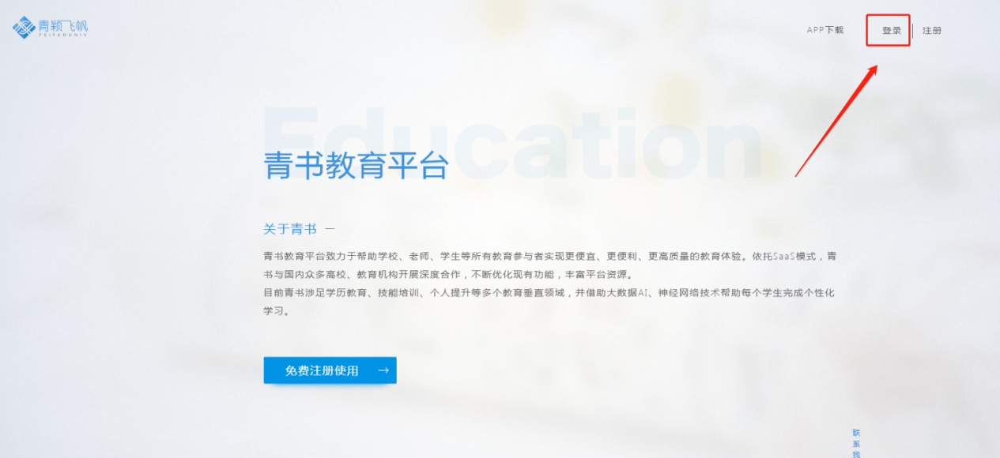 青颖飞帆
FEIFANUNIV
APP下载
登录
注册
Education
青书教育平台
关于青书
青书教育平台致力于帮助学校、老师、学生等所有教育参与者实现更便宜、更便利、更高质量的教育体验。依托SaaS模式，青
书与国内众多高校、教育机构开展深度合作，不断优化现有功能，丰富平台资源。
目前青书涉足学历教育、技能培训、个人提升等多个教育垂直领域，并借助大数据AI、神经网络技术帮助每个学生完成个性化
学习。
免费注册使用 →
联
系
我